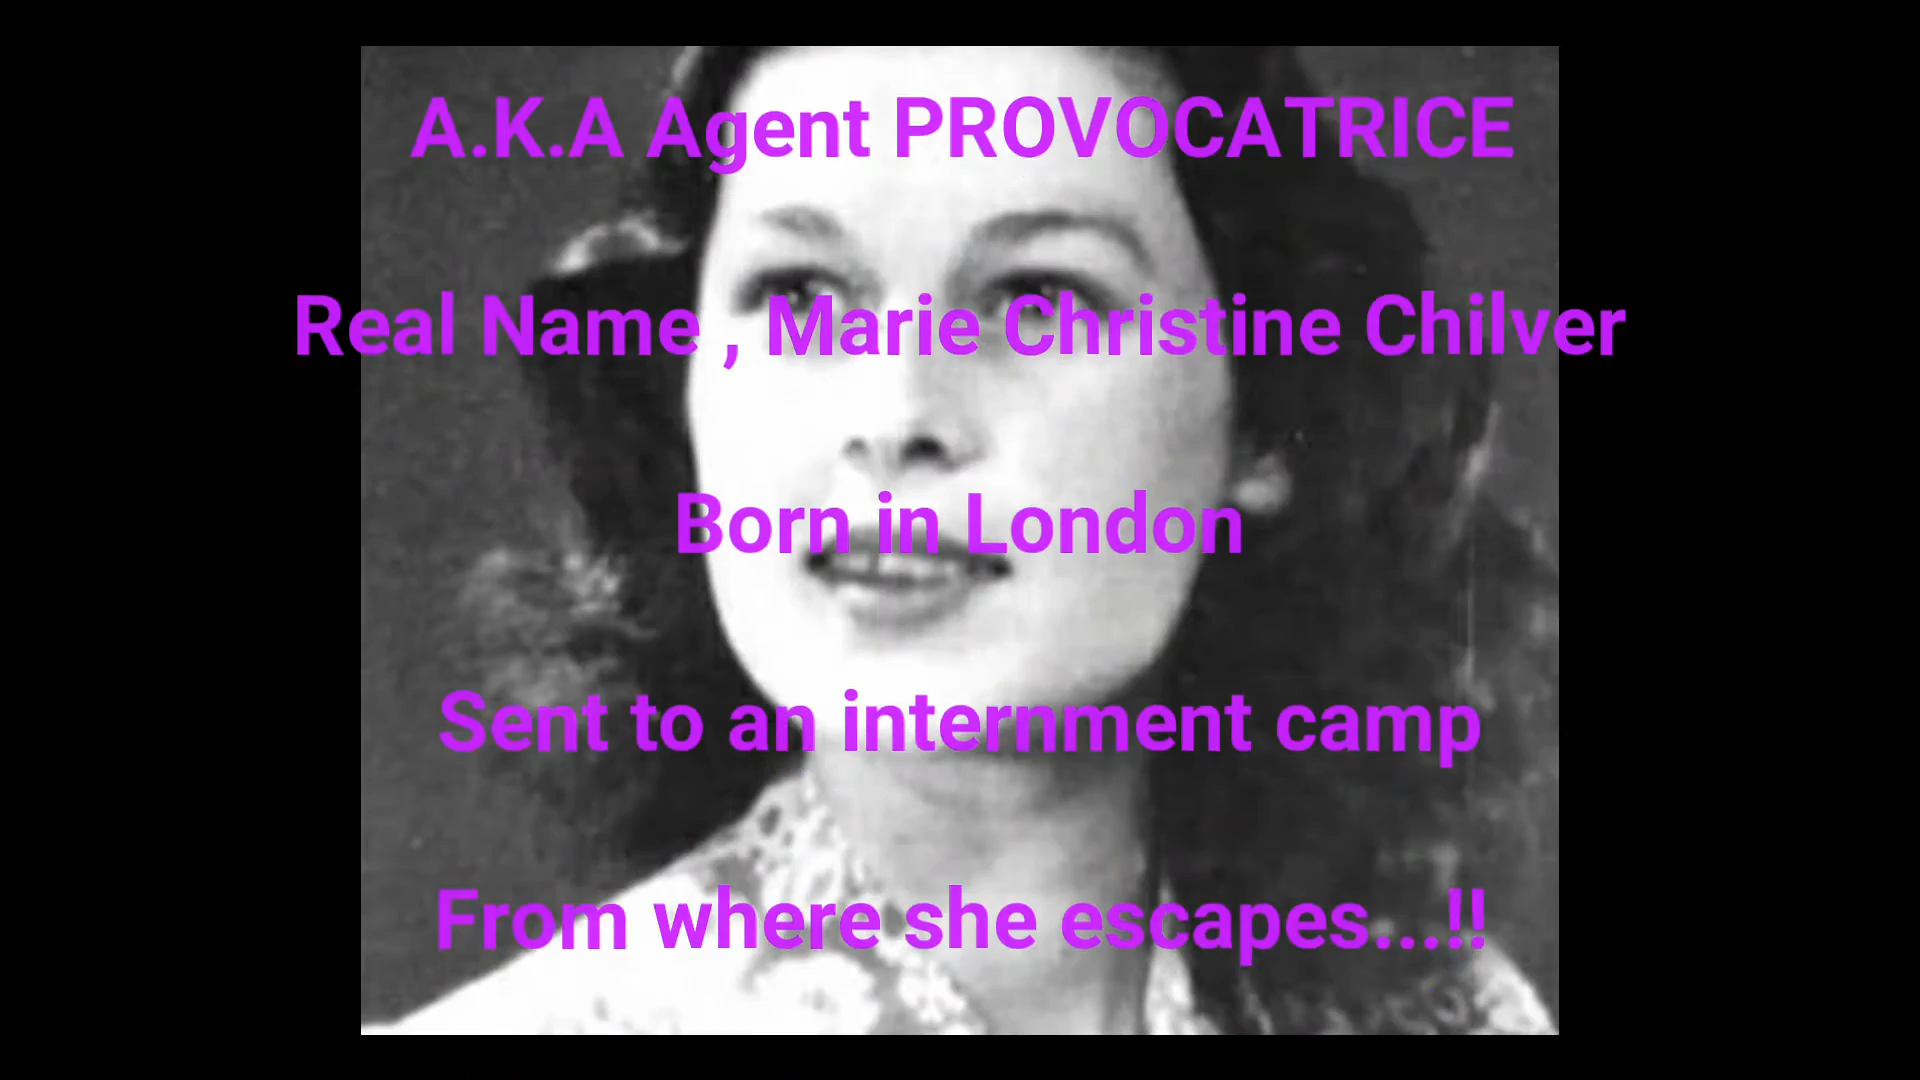 A.K.A Agent PROVOCATRICE
Real Name , Marie Christine Chilver
Born in London
Sent to an internment camp
From where she escapes...!!